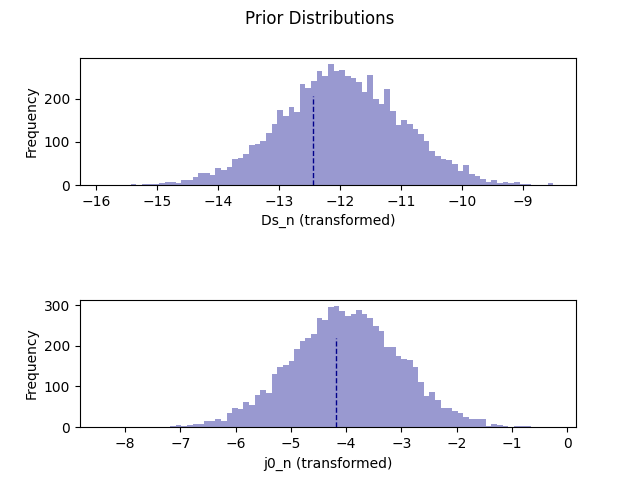 Prior Distributions
Frequency
200
100
0
−16 −15 −14 −13 −12 −11 −10 −9
Ds_n (transformed)
Frequency
300
200
100
0
−8 −7 −6 −5 −4 −3 −2 −1 0
j0_n (transformed)